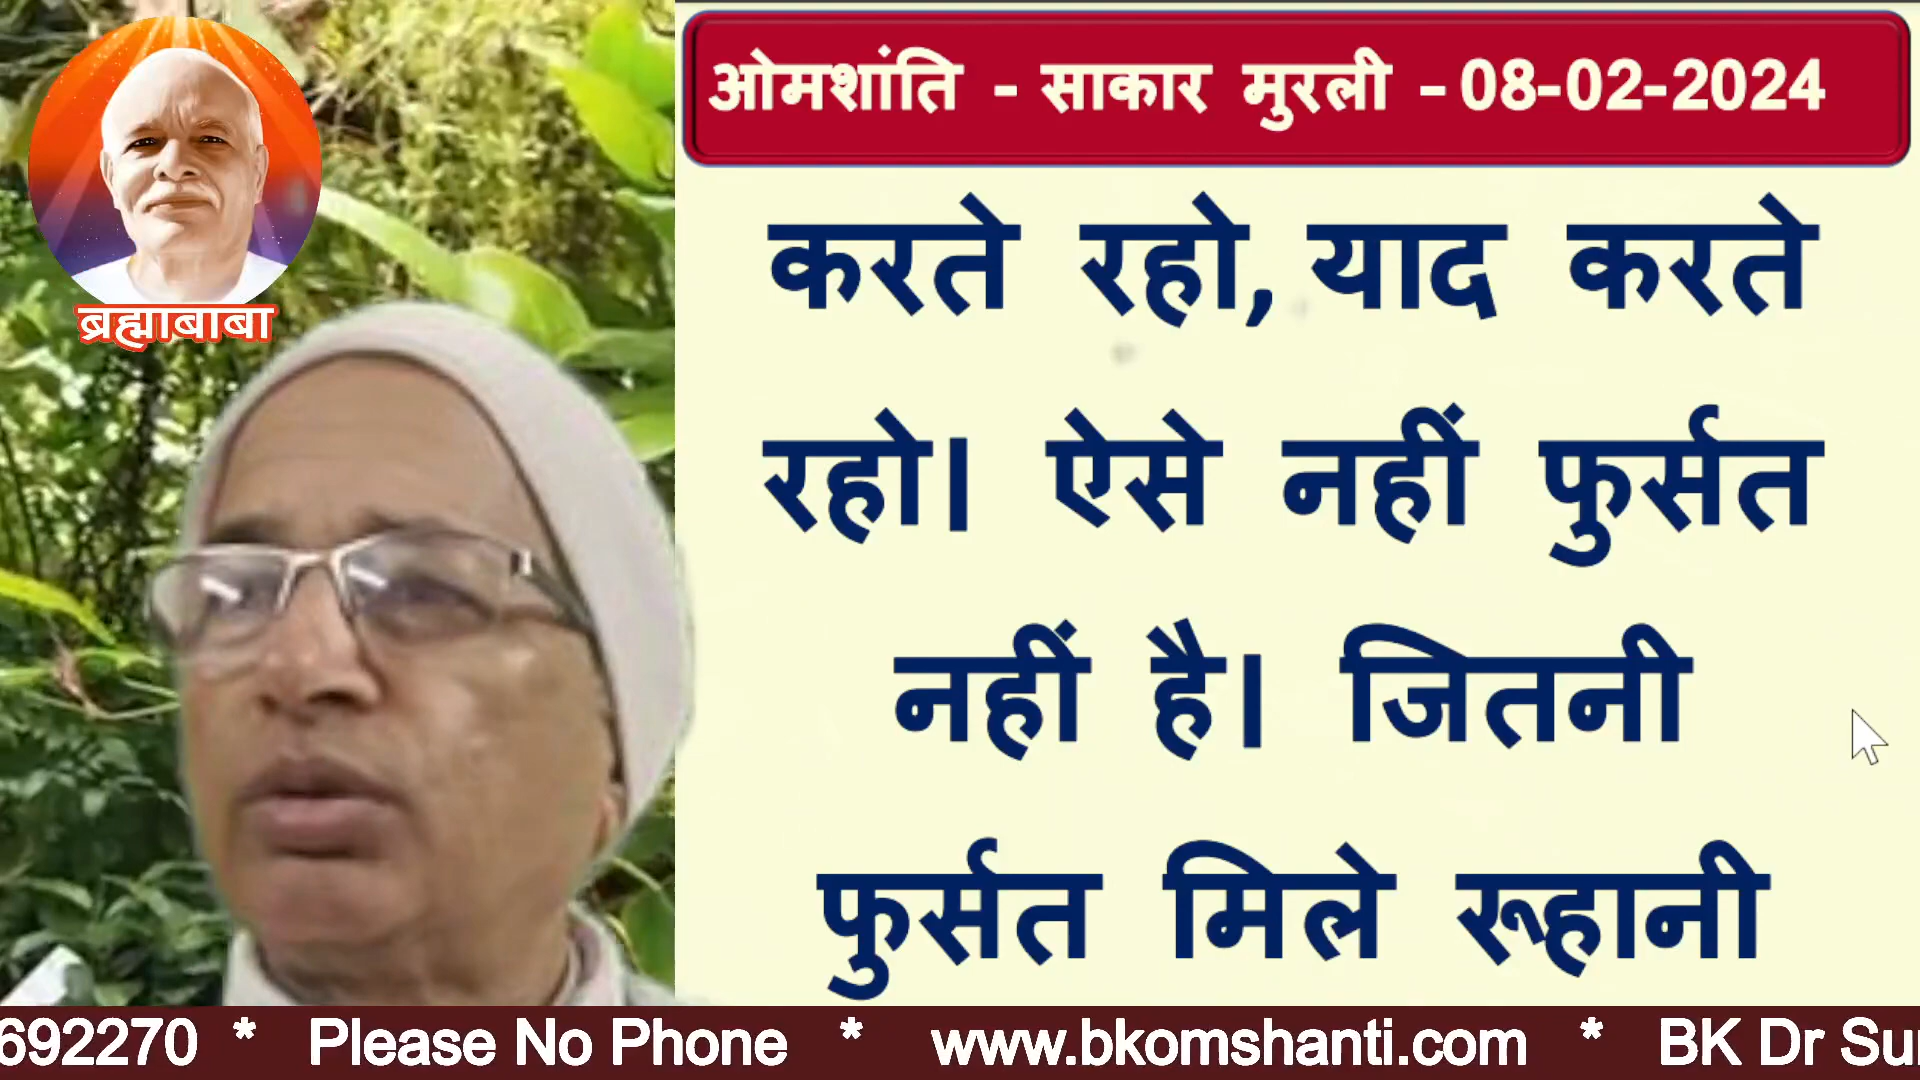 ओमशांति - साकार मुरली - 08-02-2024
ब्रह्माबाबा
करते रहो, याद करते
रहो। ऐसे नहीं फुर्सत
नहीं है। जितनी
फुर्सत मिले रूहानी
692270 * Please No Phone * www.bkomshanti.com * BK Dr